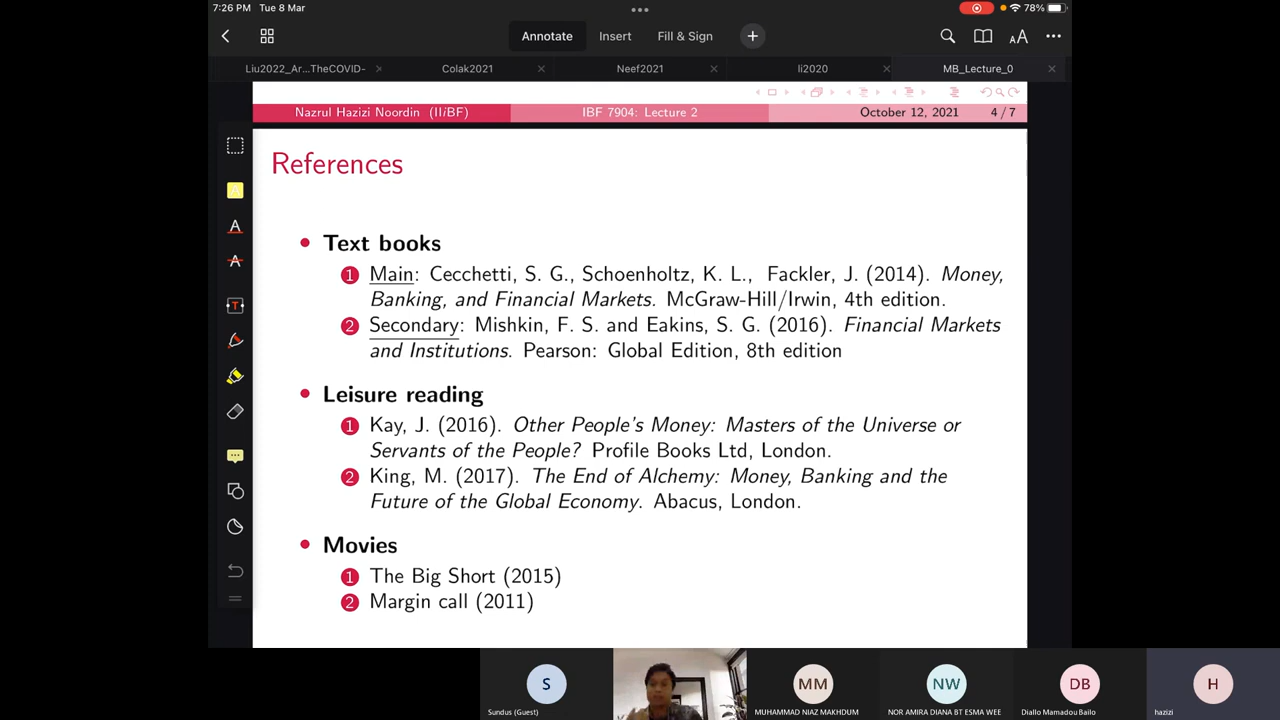 7:26 PM Tue 8 Mar
78%
Annotate
Insert
Fill & Sign
Liu2022_Ar...TheCOVID-
Colak2021
Neef2021
li2020
MB_Lecture_0
Nazrul Hazizi Noordin (IIiBF)
IBF 7904: Lecture 2
October 12, 2021
4 / 7
References
Text books
1 Main: Cecchetti, S. G., Schoenholtz, K. L., Fackler, J. (2014). Money,
Banking, and Financial Markets. McGraw-Hill/Irwin, 4th edition.
2 Secondary: Mishkin, F. S. and Eakins, S. G. (2016). Financial Markets
and Institutions. Pearson: Global Edition, 8th edition
Leisure reading
1 Kay, J. (2016). Other People's Money: Masters of the Universe or
Servants of the People? Profile Books Ltd, London.
2 King, M. (2017). The End of Alchemy: Money, Banking and the
Future of the Global Economy. Abacus, London.
Movies
1 The Big Short (2015)
2 Margin call (2011)
S
MM
NW
DB
H
Sundus (Guest)
MUHAMMAD NIAZ MAKHDUM
NOR AMIRA DIANA BT ESMA WEE
Diallo Mamadou Bailo
hazizi